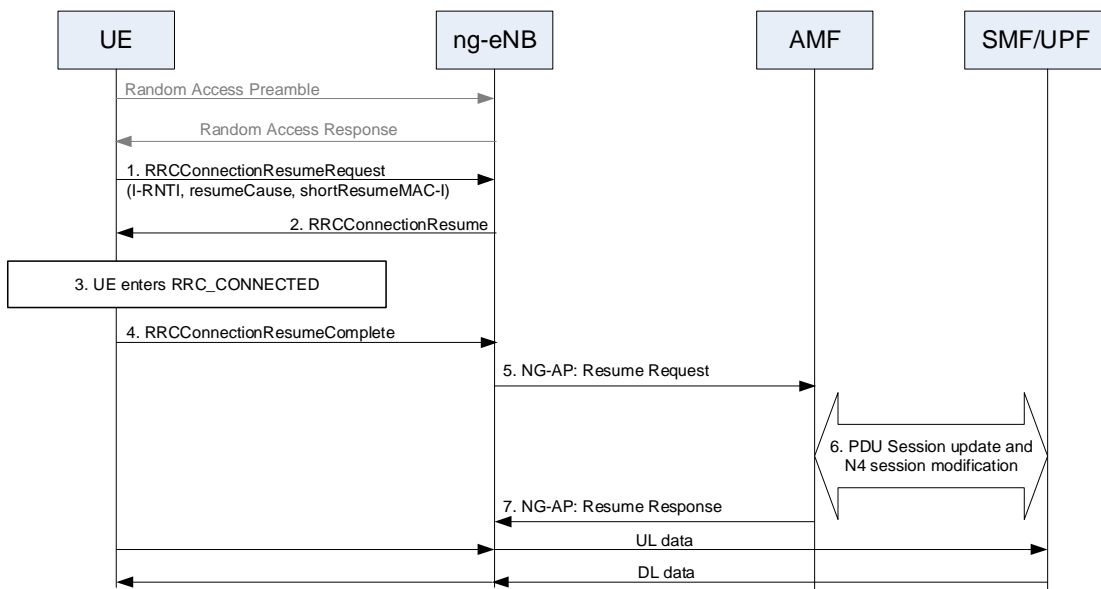 UE
ng-eNB
AMF
SMF/UPF
Random Access Preamble
Random Access Response
1. RRCConnectionResumeRequest
(I-RNTI, resumeCause, shortResumeMAC-I)
2. RRCConnectionResume
3. UE enters RRC_CONNECTED
4. RRCConnectionResumeComplete
5. NG-AP: Resume Request
6. PDU Session update and
N4 session modification
7. NG-AP: Resume Response
UL data
DL data